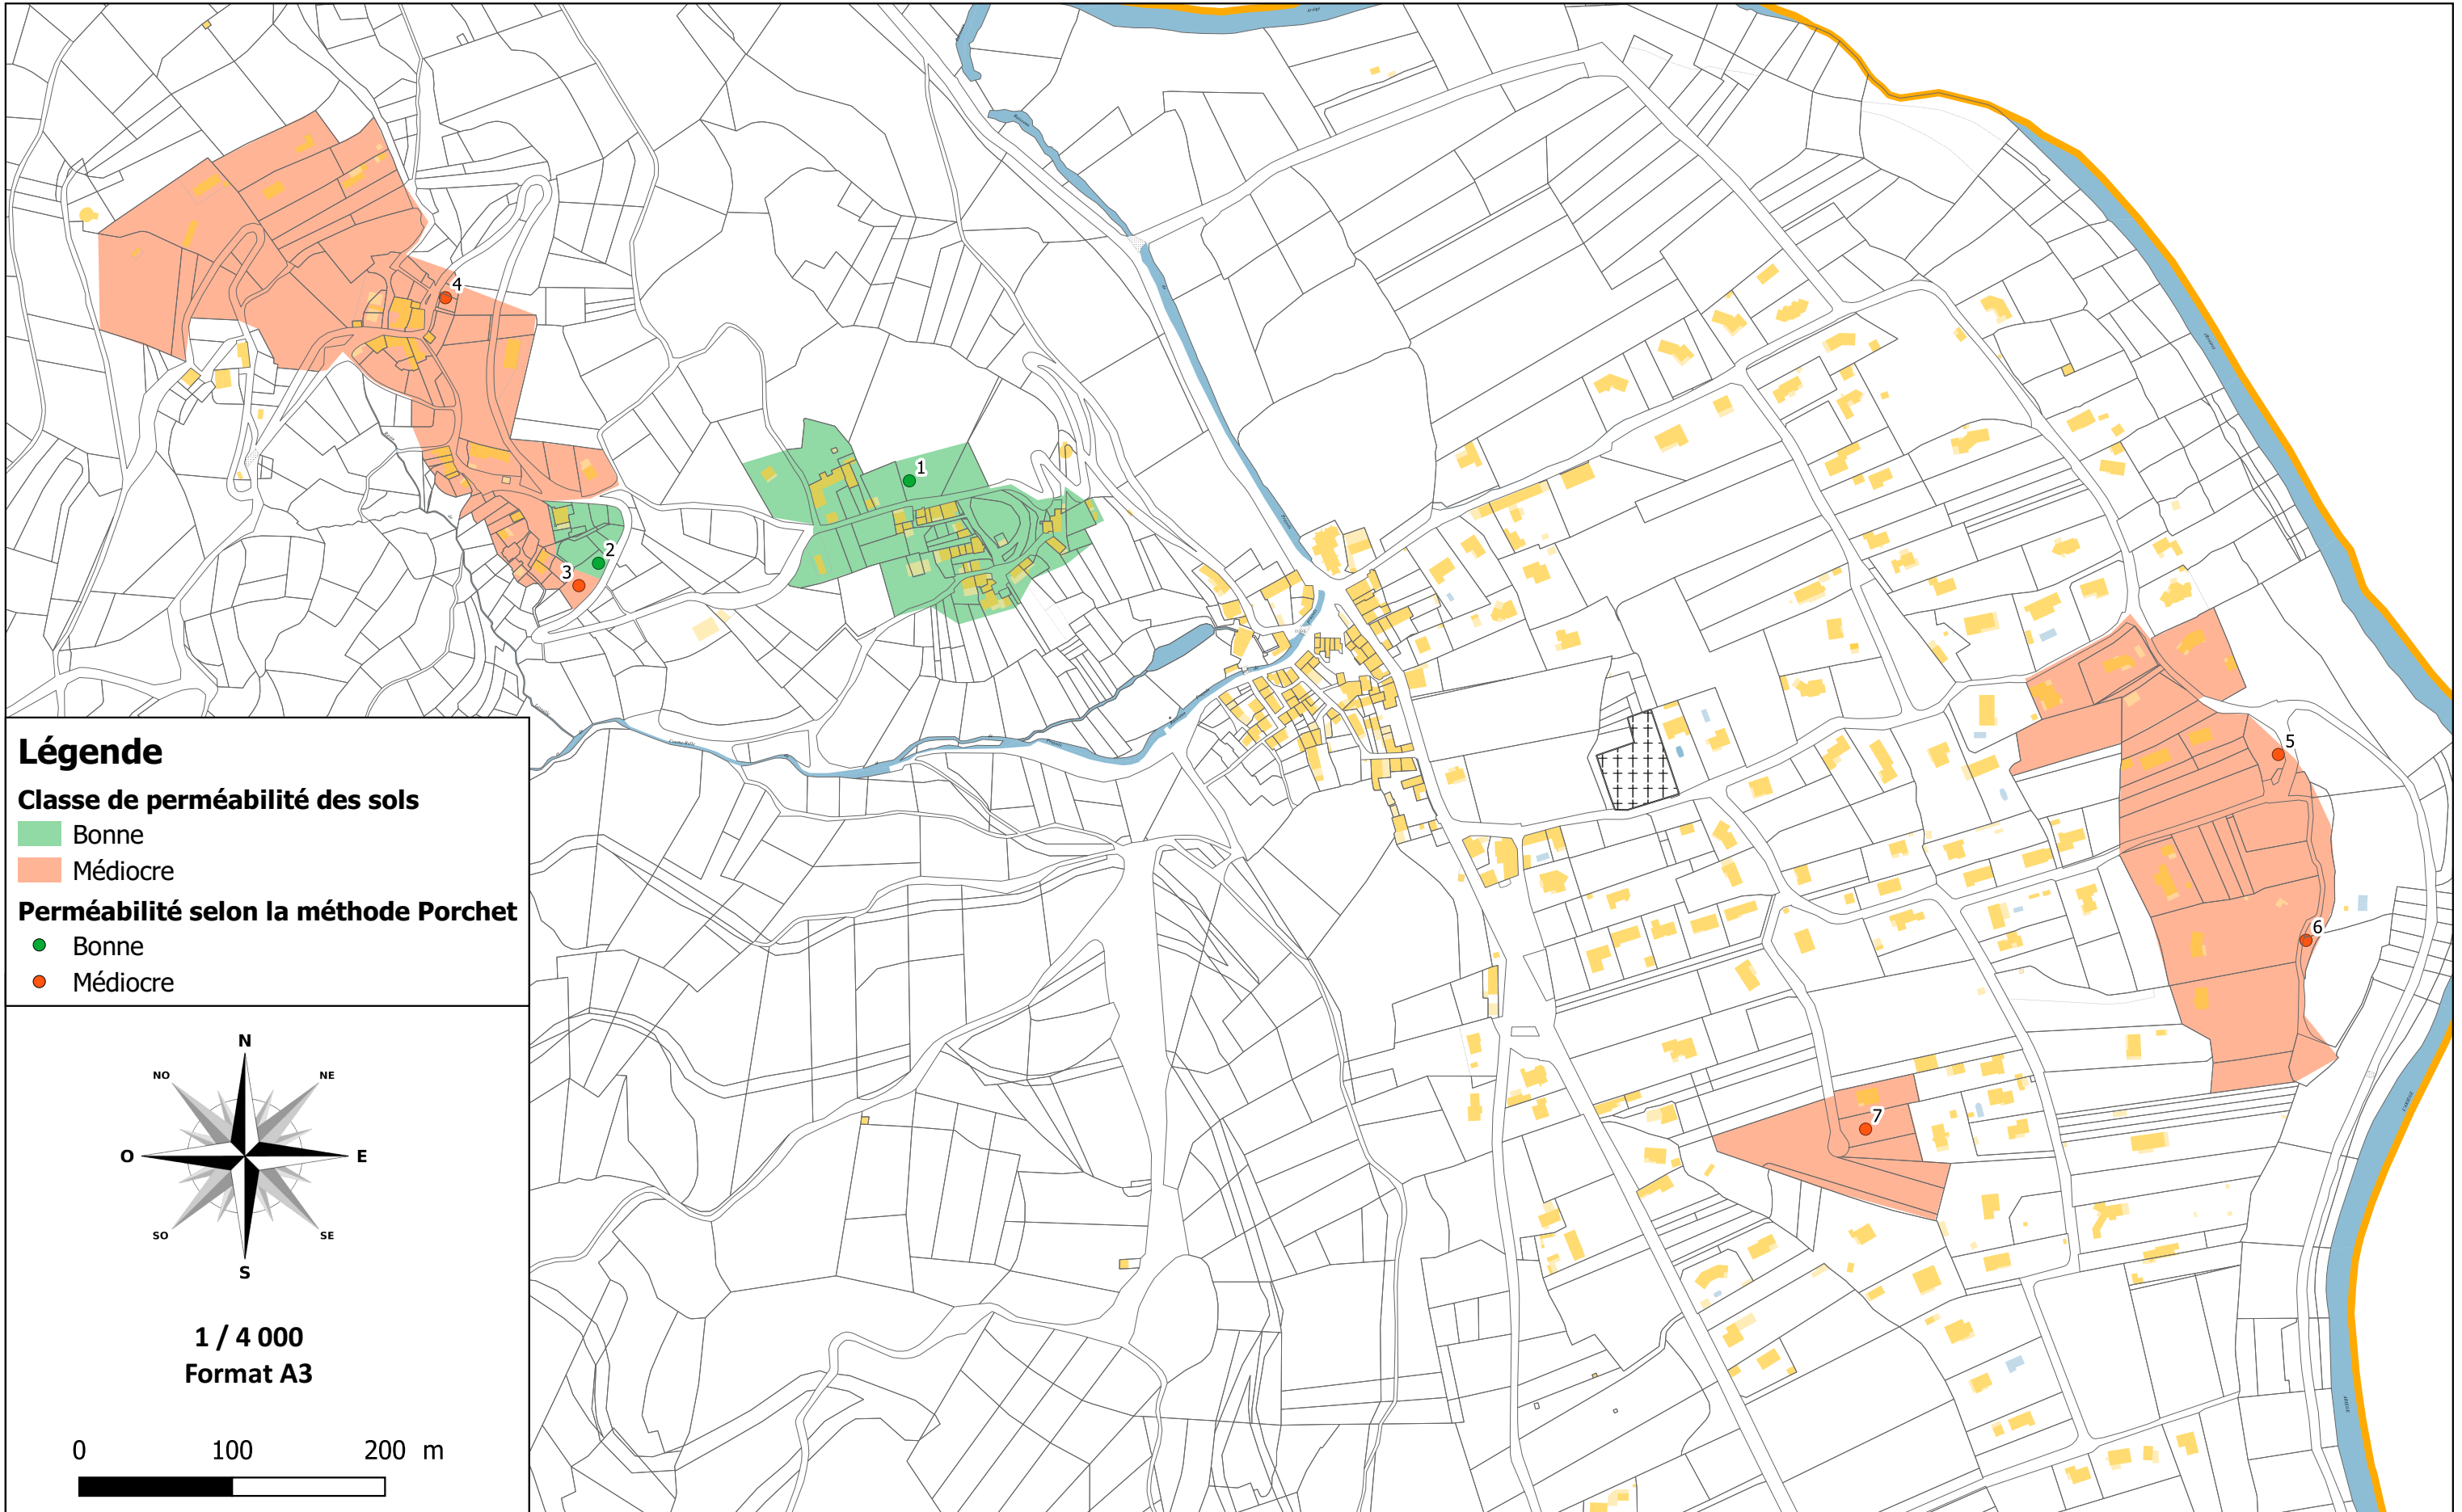 4
1
2
3
5
6
7
Légende
Classe de perméabilité des sols
Bonne
Médiocre
Perméabilité selon la méthode Porchet
Bonne
Médiocre
N
NO NE
O E
SO SE
S
1 / 4 000
Format A3
0 100 200 m